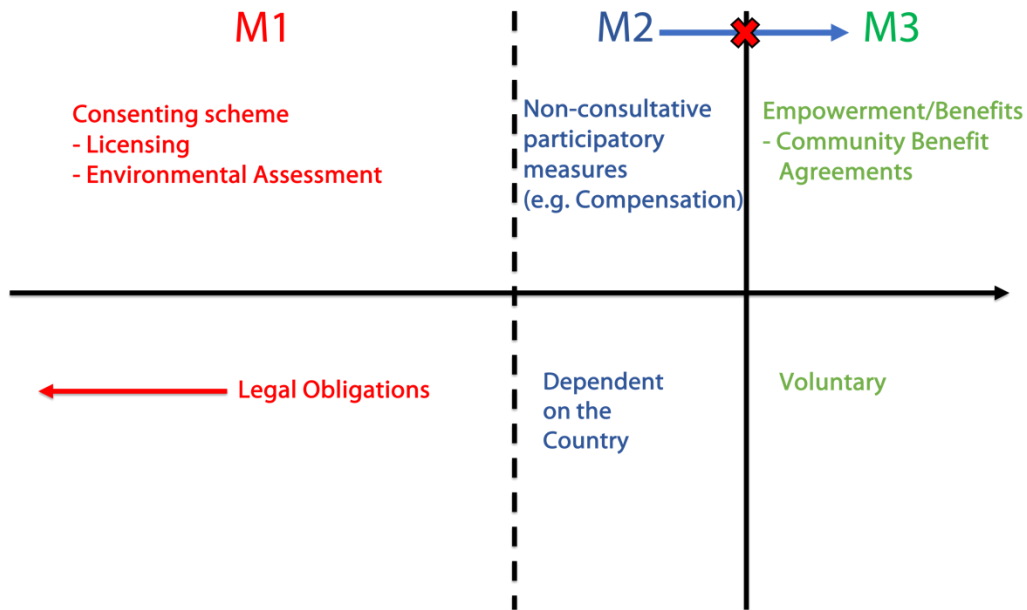 M1
M2
M3
Consenting scheme
- Licensing
- Environmental Assessment
Non-consultative
participatory
measures
(e.g. Compensation)
Empowerment/Benefits
- Community Benefit
Agreements
Legal Obligations
Dependent
on the
Country
Voluntary